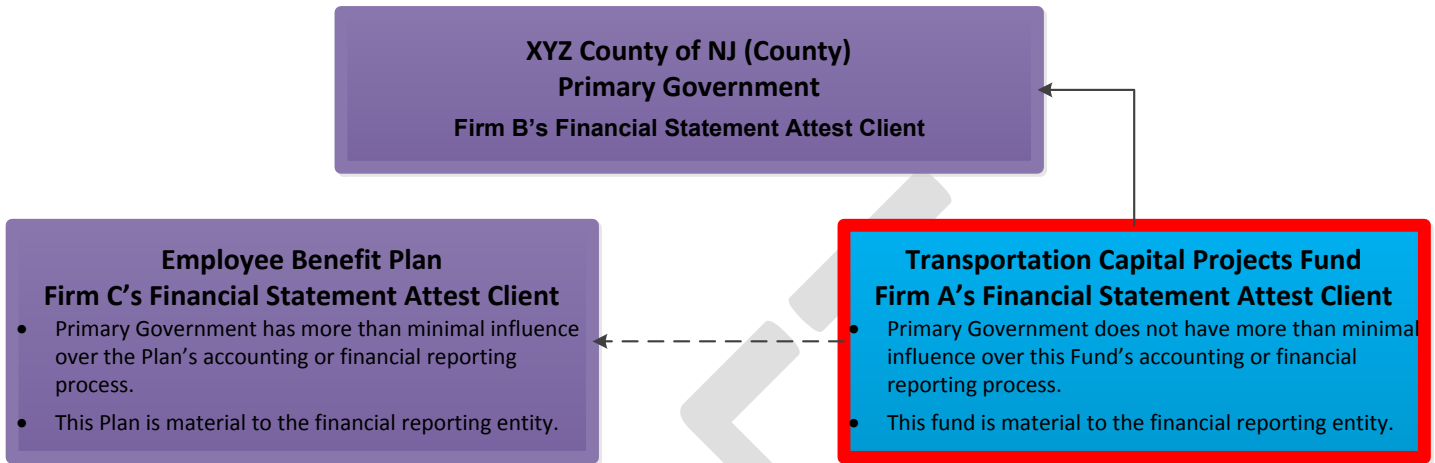 XYZ County of NJ (County)
Primary Government
Firm B’s Financial Statement Attest Client
Employee Benefit Plan
Firm C’s Financial Statement Attest Client
• Primary Government has more than minimal influence
over the Plan’s accounting or financial reporting
process.
• This Plan is material to the financial reporting entity.
Transportation Capital Projects Fund
Firm A’s Financial Statement Attest Client
• Primary Government does not have more than minimal
influence over this Fund’s accounting or financial
reporting process.
• This fund is material to the financial reporting entity.